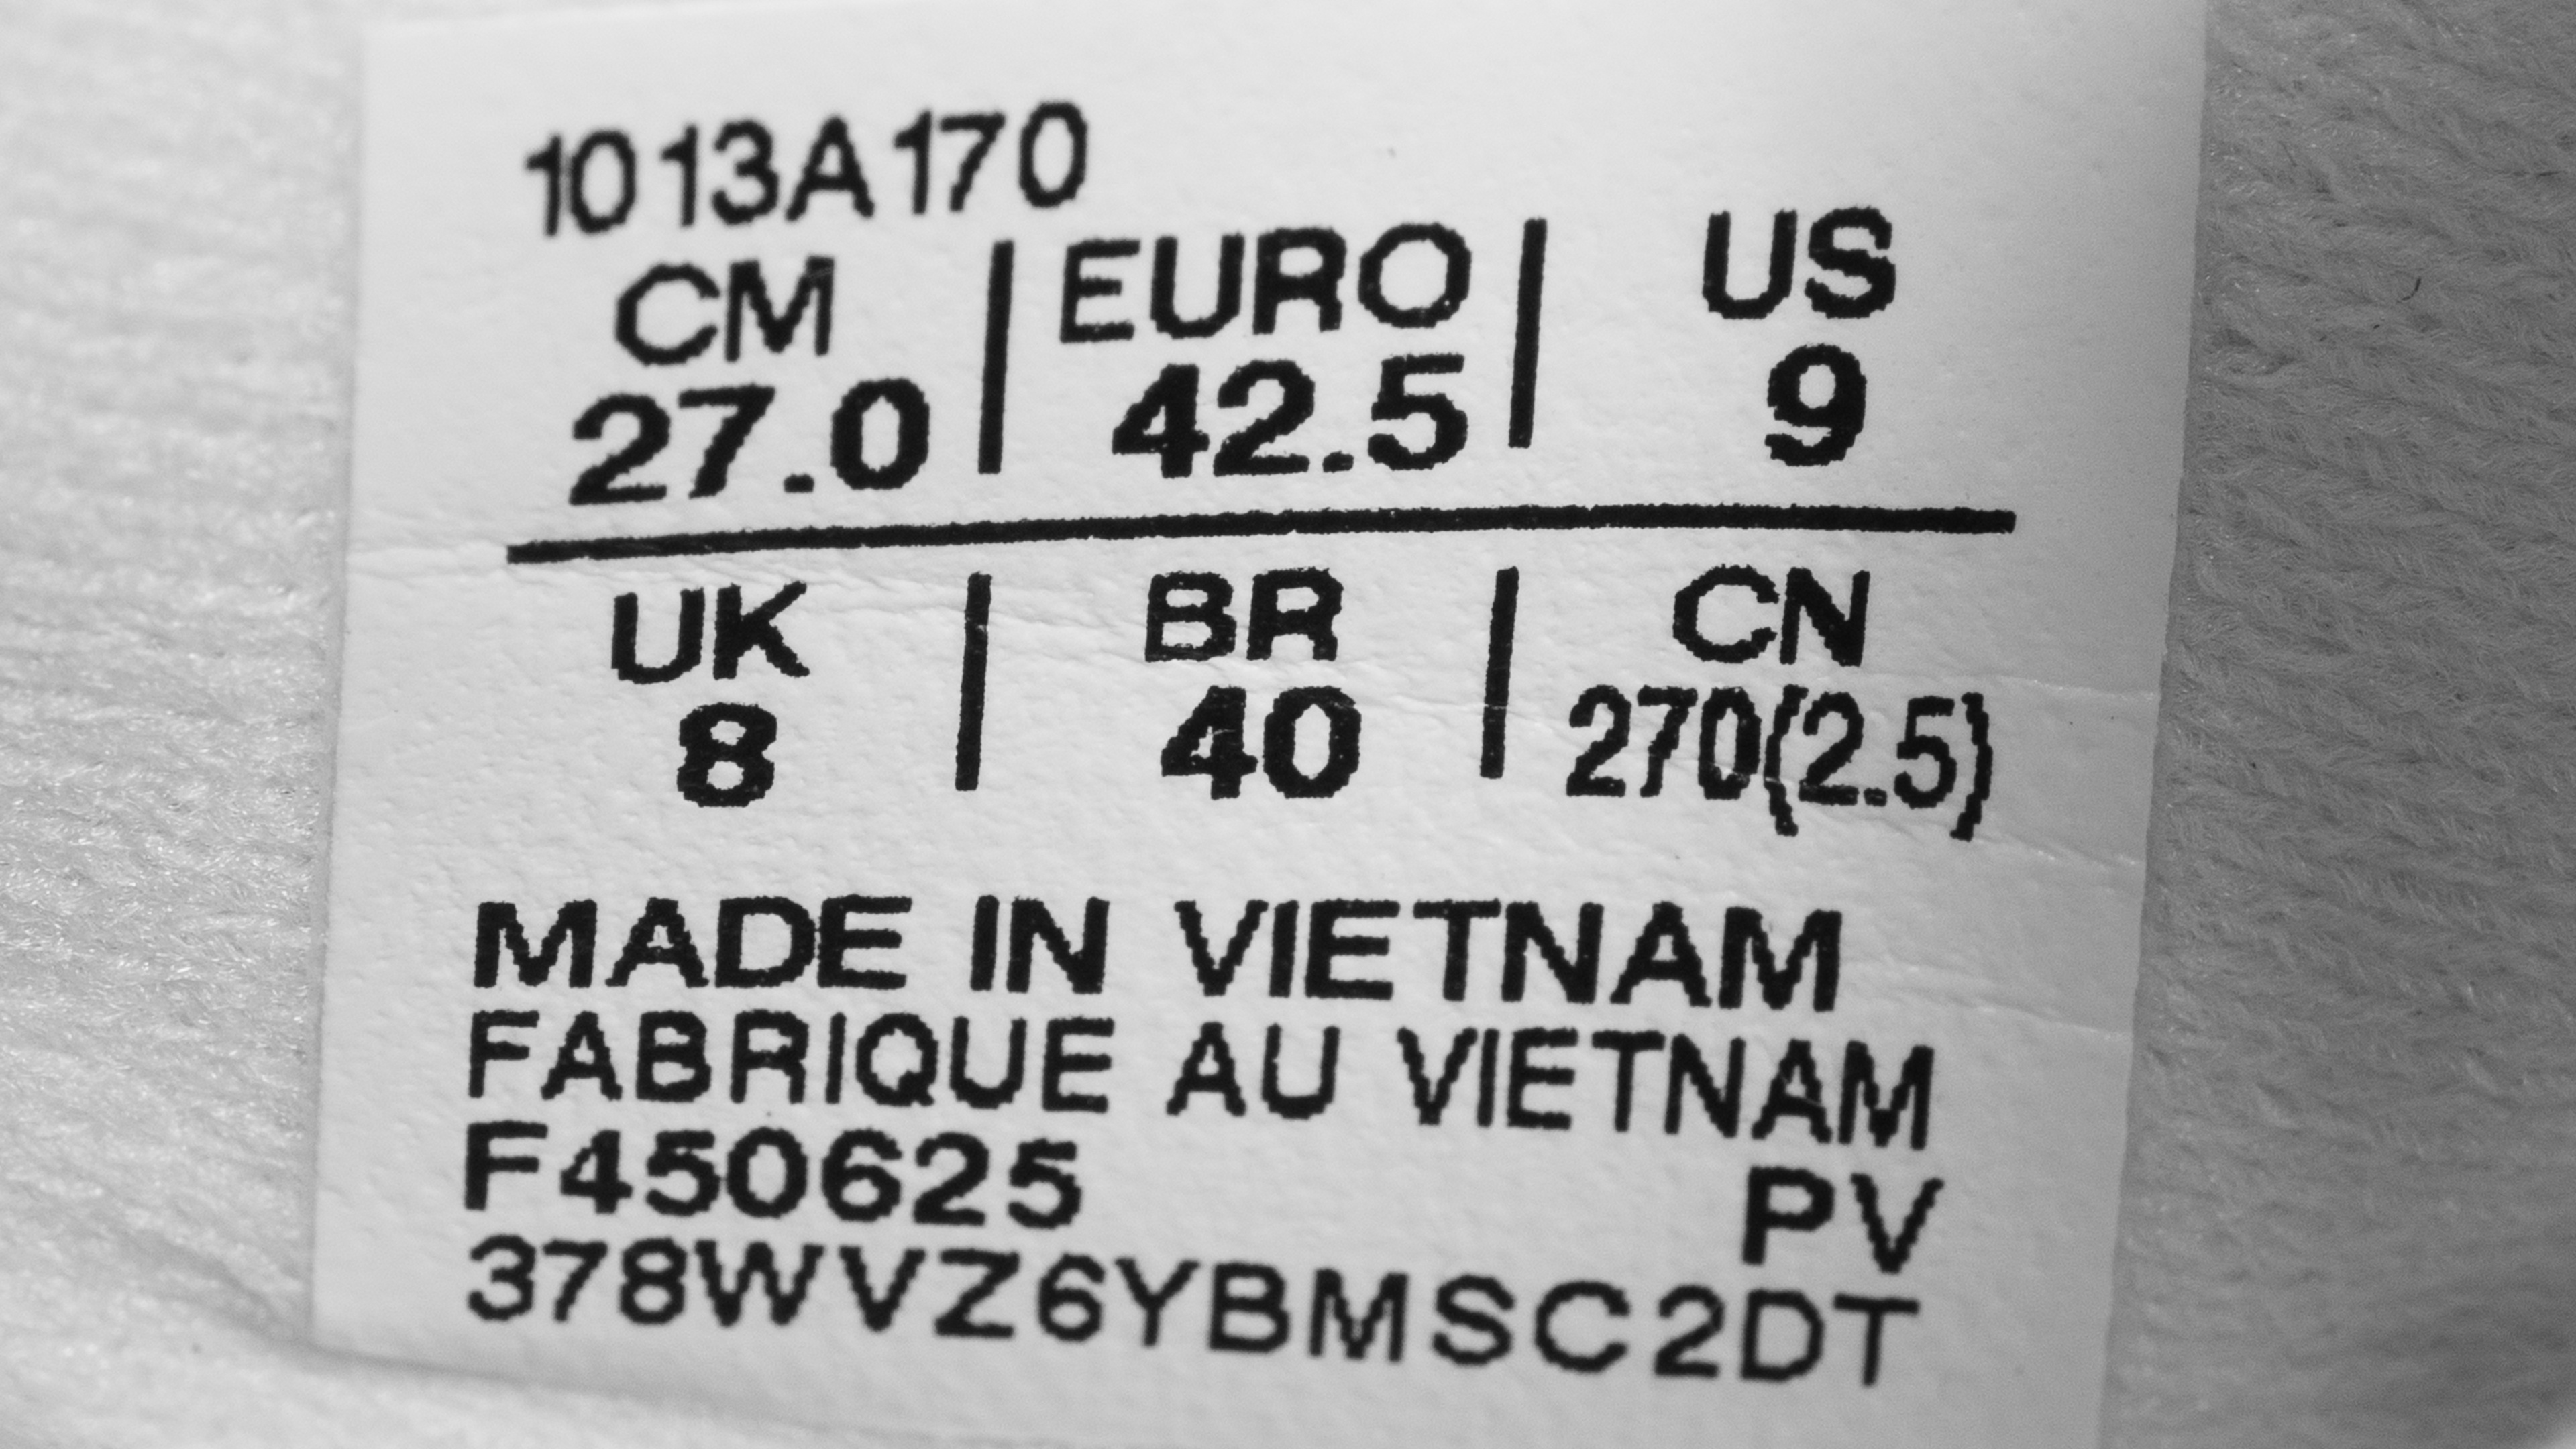 1013A170
CM | EURO | US
27.0 | 42.5 | 9
UK | BR | CN
8 | 40 | 270(2.5)
MADE IN VIETNAM
FABRIQUE AU VIETNAM
F450625 PV
378WVZ6YBMSC2DT